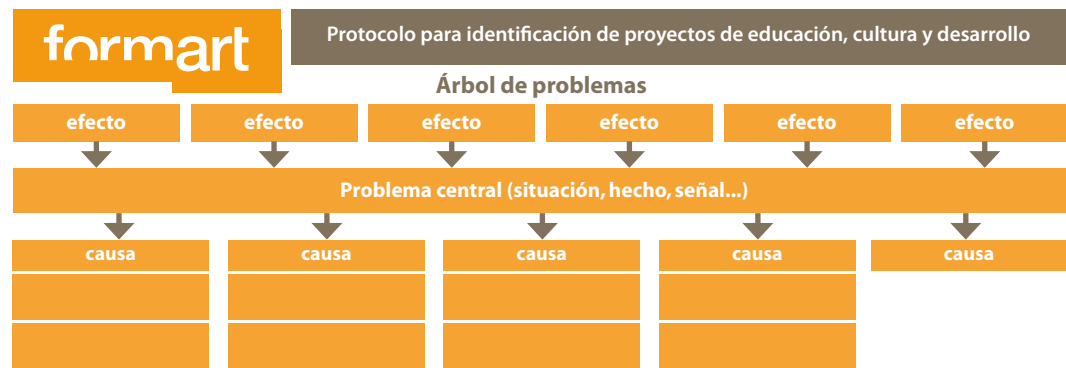 formart
Protocolo para identificación de proyectos de educación, cultura y desarrollo
Árbol de problemas
efecto efecto efecto efecto efecto efecto
Problema central (situación, hecho, señal...)
causa causa causa causa causa